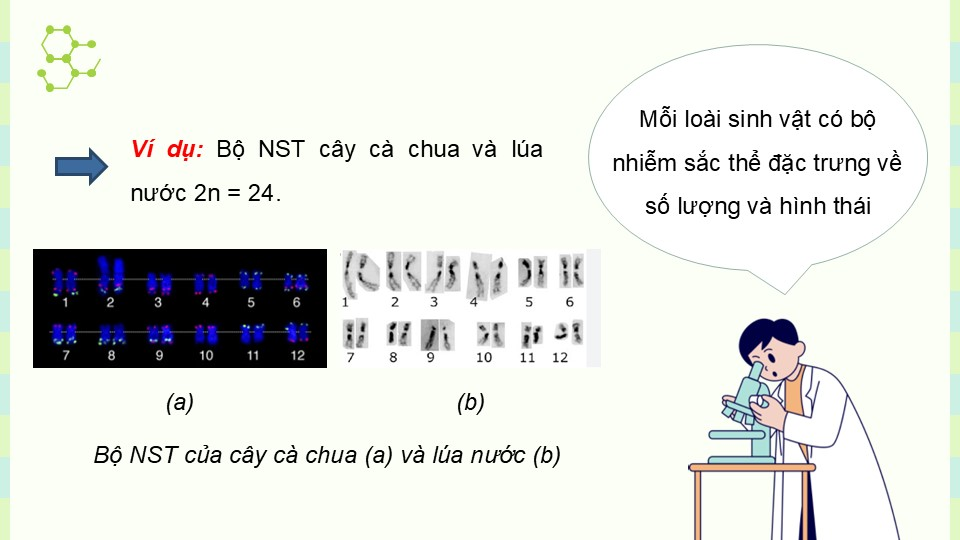 Ví dụ: Bộ NST cây cà chua và lúa
nước 2n = 24.
Mỗi loài sinh vật có bộ
nhiễm sắc thể đặc trưng về
số lượng và hình thái
1 2 3 4 5 6
7 8 9 10 11 12
1 2 3 4 5 6
7 8 9 10 11 12
(a) (b)
Bộ NST của cây cà chua (a) và lúa nước (b)